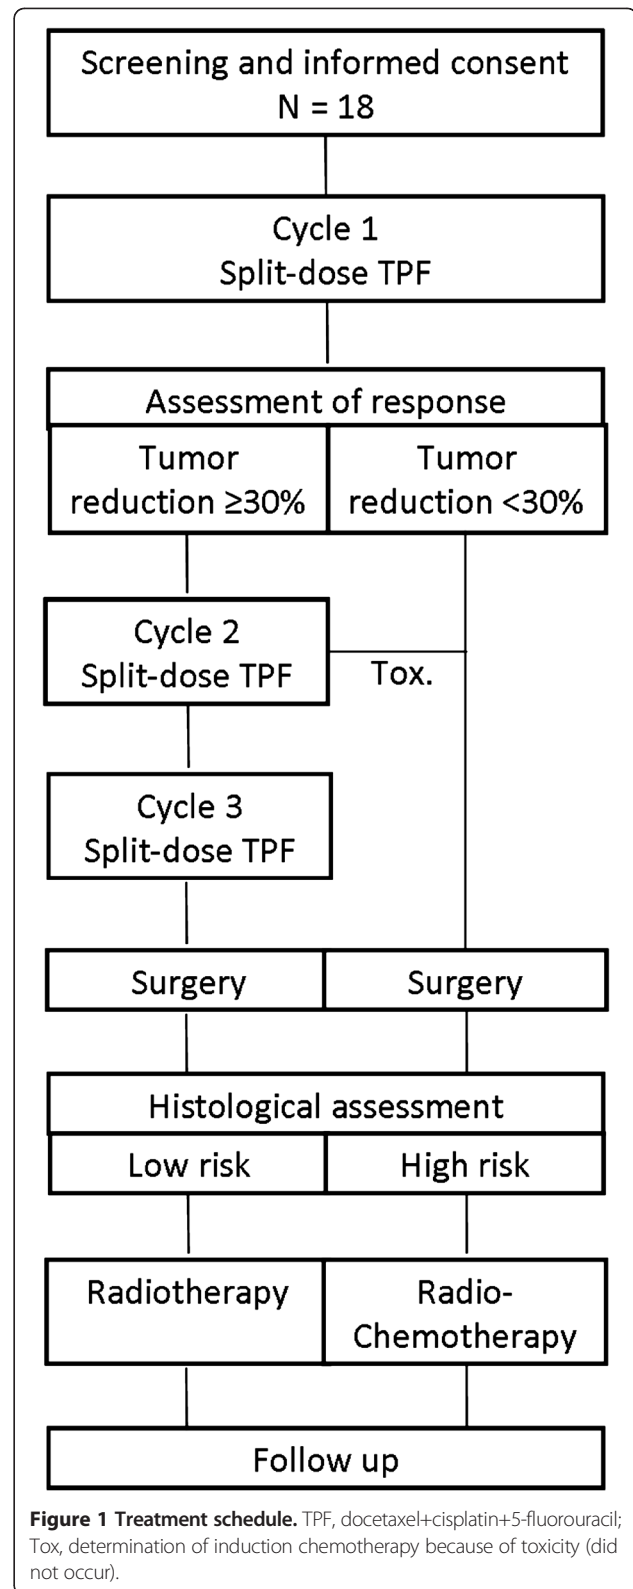 Screening and informed consent
N = 18
Cycle 1
Split-dose TPF
Assessment of response
Tumor
reduction ≥30%
Tumor
reduction <30%
Cycle 2
Split-dose TPF
Tox.
Cycle 3
Split-dose TPF
Surgery
Surgery
Histological assessment
Low risk
High risk
Radiotherapy
Radio-
Chemotherapy
Follow up
Figure 1 Treatment schedule. TPF, docetaxel+cisplatin+5-fluorouracil;
Tox, determination of induction chemotherapy because of toxicity (did
not occur).